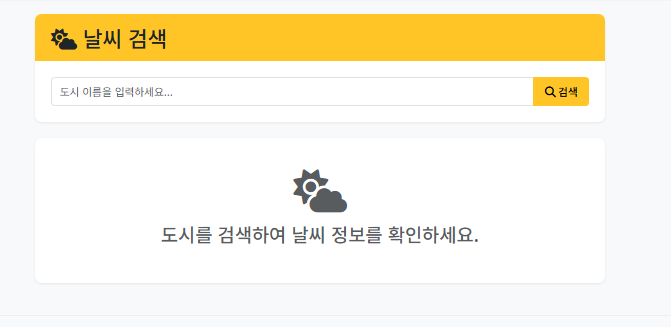 날씨 검색
도시 이름을 입력하세요...
검색
도시를 검색하여 날씨 정보를 확인하세요.